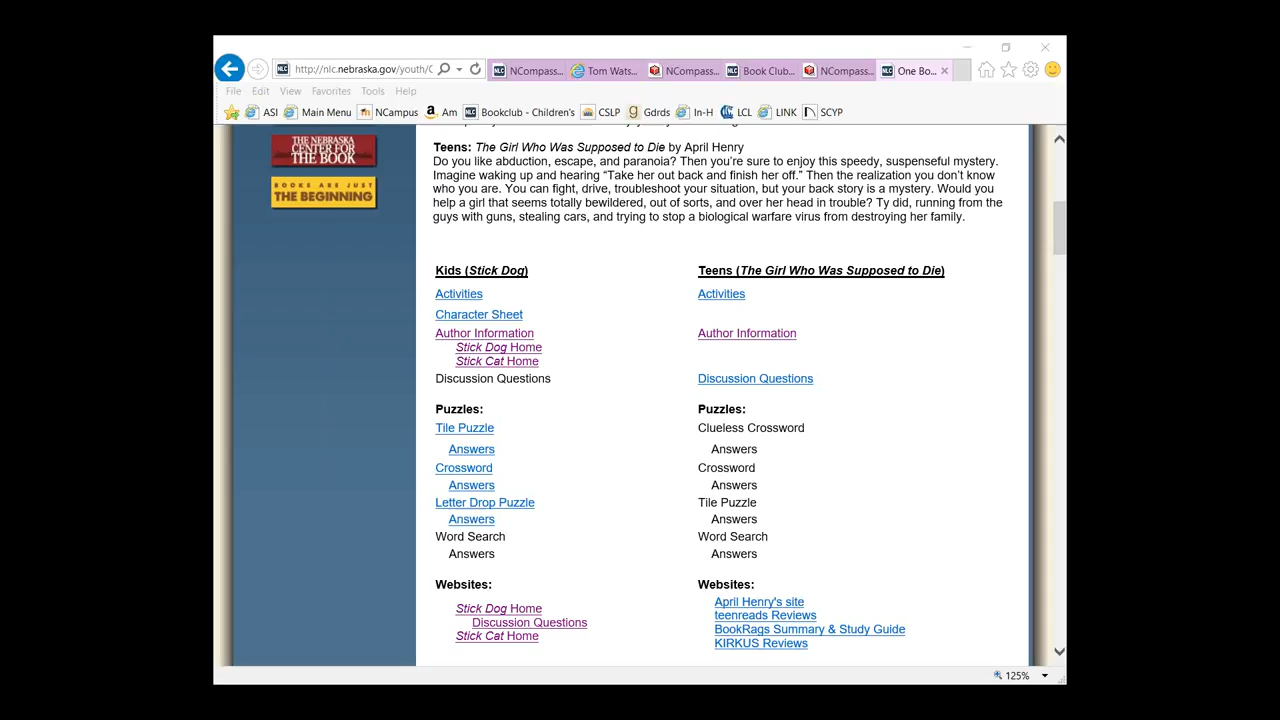 http://nlc.nebraska.gov/youth/C
NLC NCompass...
Tom Wats...
NCompass...
NLC Book Club...
NCompass...
NLC One Bo...
File Edit View Favorites Tools Help
ASI Main Menu NCampus Am Bookclub - Children's CSLP Gdrds In-H LCL LINK SCYP
THE NEBRASKA
CENTER FOR
THE BOOK
BOOKS ARE JUST
THE BEGINNING
Teens: The Girl Who Was Supposed to Die by April Henry
Do you like abduction, escape, and paranoia? Then you're sure to enjoy this speedy, suspenseful mystery.
Imagine waking up and hearing “Take her out back and finish her off.” Then the realization you don't know
who you are. You can fight, drive, troubleshoot your situation, but your back story is a mystery. Would you
help a girl that seems totally bewildered, out of sorts, and over her head in trouble? Ty did, running from the
guys with guns, stealing cars, and trying to stop a biological warfare virus from destroying her family.
Kids (Stick Dog)
Activities
Character Sheet
Author Information
Stick Dog Home
Stick Cat Home
Discussion Questions
Puzzles:
Tile Puzzle
Answers
Crossword
Answers
Letter Drop Puzzle
Answers
Word Search
Answers
Websites:
Stick Dog Home
Discussion Questions
Stick Cat Home
Teens (The Girl Who Was Supposed to Die)
Activities
Author Information
Discussion Questions
Puzzles:
Clueless Crossword
Answers
Crossword
Answers
Tile Puzzle
Answers
Word Search
Answers
Websites:
April Henry's site
teenreads Reviews
BookRags Summary & Study Guide
KIRKUS Reviews
125%